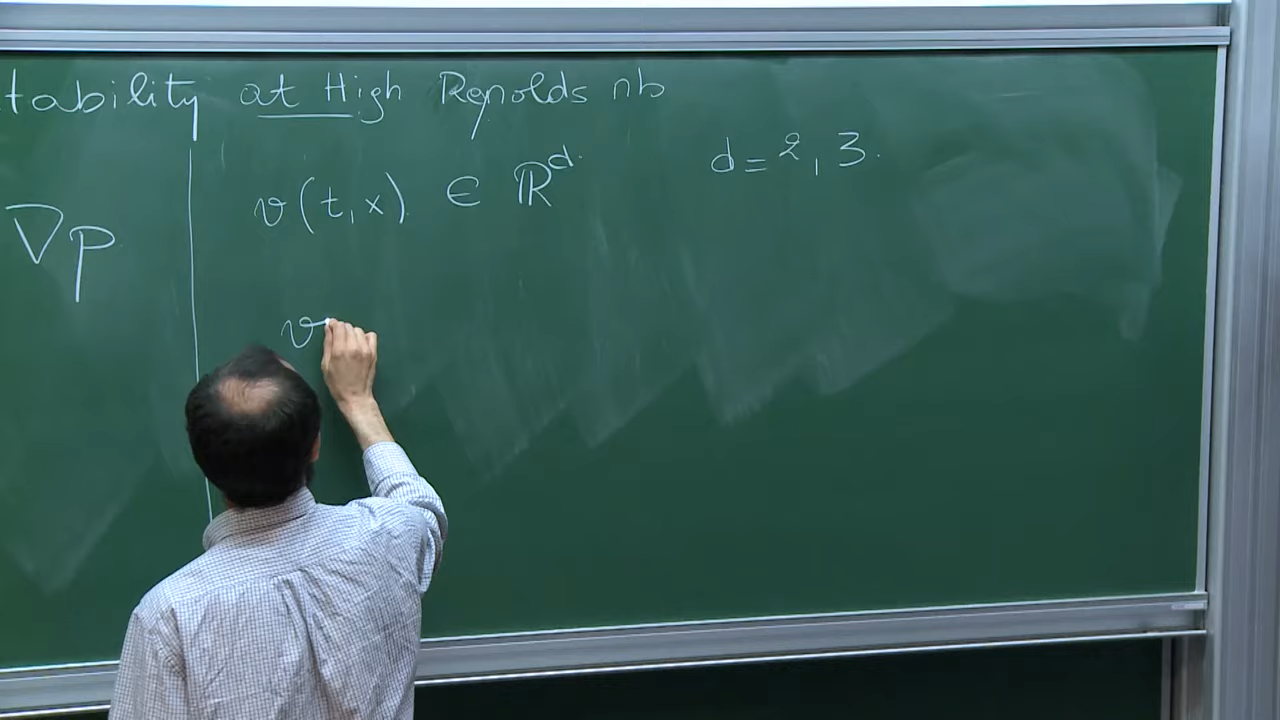 tability at High Reynolds nb
∇p
v(t,x) ∈ ℝᵈ. d = 2, 3.
v